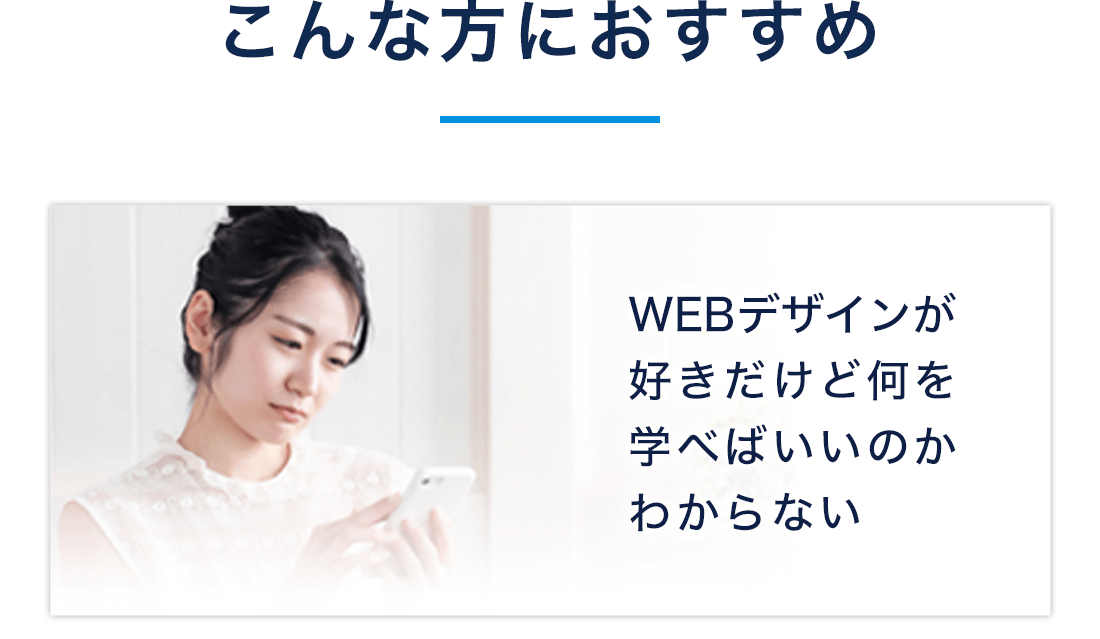 こんな方におすすめ
WEBデザインが
好きだけど何を
学べばいいのか
わからない